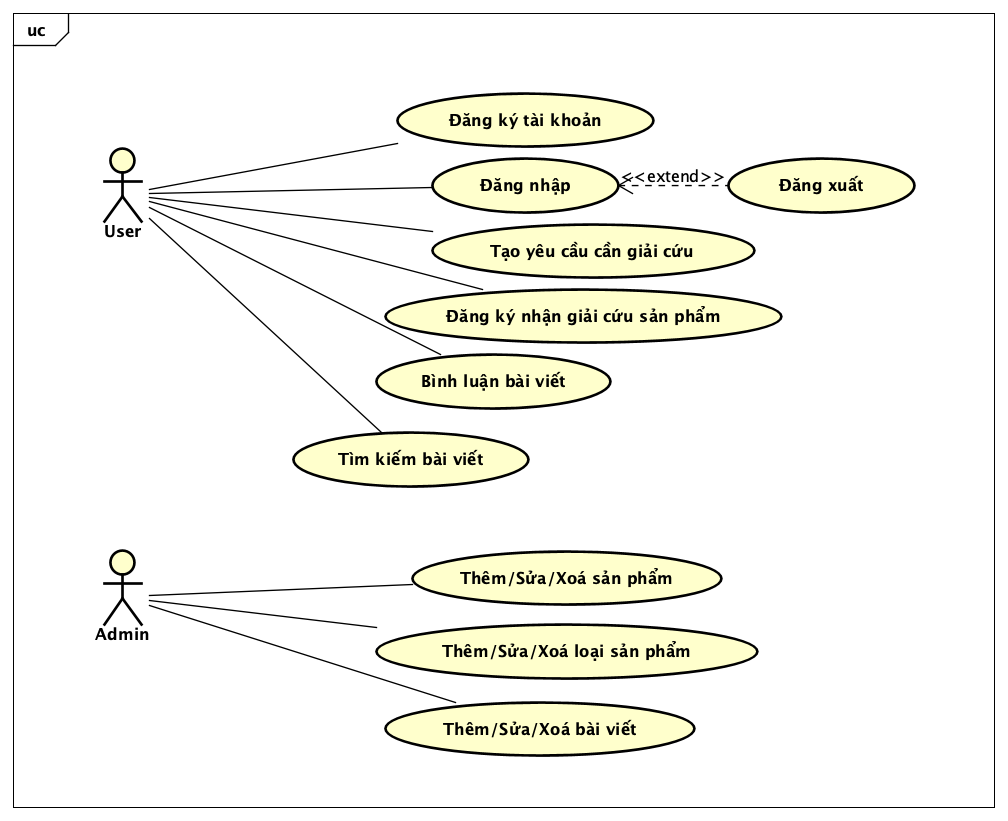 uc
Đăng ký tài khoản
Đăng nhập
<<extend>>
Đăng xuất
User
Tạo yêu cầu cần giải cứu
Đăng ký nhận giải cứu sản phẩm
Bình luận bài viết
Tìm kiếm bài viết
Thêm/Sửa/Xoá sản phẩm
Admin
Thêm/Sửa/Xoá loại sản phẩm
Thêm/Sửa/Xoá bài viết